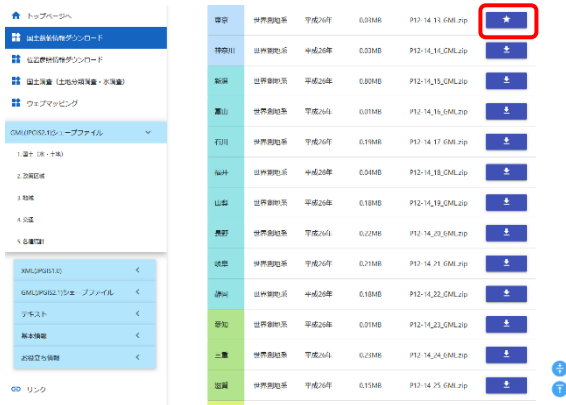 トップページへ
国土数値情報ダウンロード
位置参照情報ダウンロード
国土調査（土地分類調査・水調査）
ウェブマッピング
GML(JPGIS2.1)シェープファイル
1. 国土（水・土地）
2. 政策区域
3. 地域
4. 交通
5. 各種統計
XML(JPGIS1.0)
GML(JPGIS2.1)シェープファイル
テキスト
基本情報
お役立ち情報
リンク
東京 世界測地系 平成26年 0.03MB P12-14_13_GML.zip
神奈川 世界測地系 平成26年 0.03MB P12-14_14_GML.zip
新潟 世界測地系 平成26年 0.80MB P12-14_15_GML.zip
富山 世界測地系 平成26年 0.01MB P12-14_16_GML.zip
石川 世界測地系 平成26年 0.19MB P12-14_17_GML.zip
福井 世界測地系 平成26年 0.04MB P12-14_18_GML.zip
山梨 世界測地系 平成26年 0.18MB P12-14_19_GML.zip
長野 世界測地系 平成26年 0.22MB P12-14_20_GML.zip
岐阜 世界測地系 平成26年 0.21MB P12-14_21_GML.zip
静岡 世界測地系 平成26年 0.18MB P12-14_22_GML.zip
愛知 世界測地系 平成26年 0.01MB P12-14_23_GML.zip
三重 世界測地系 平成26年 0.23MB P12-14_24_GML.zip
滋賀 世界測地系 平成26年 0.15MB P12-14_25_GML.zip